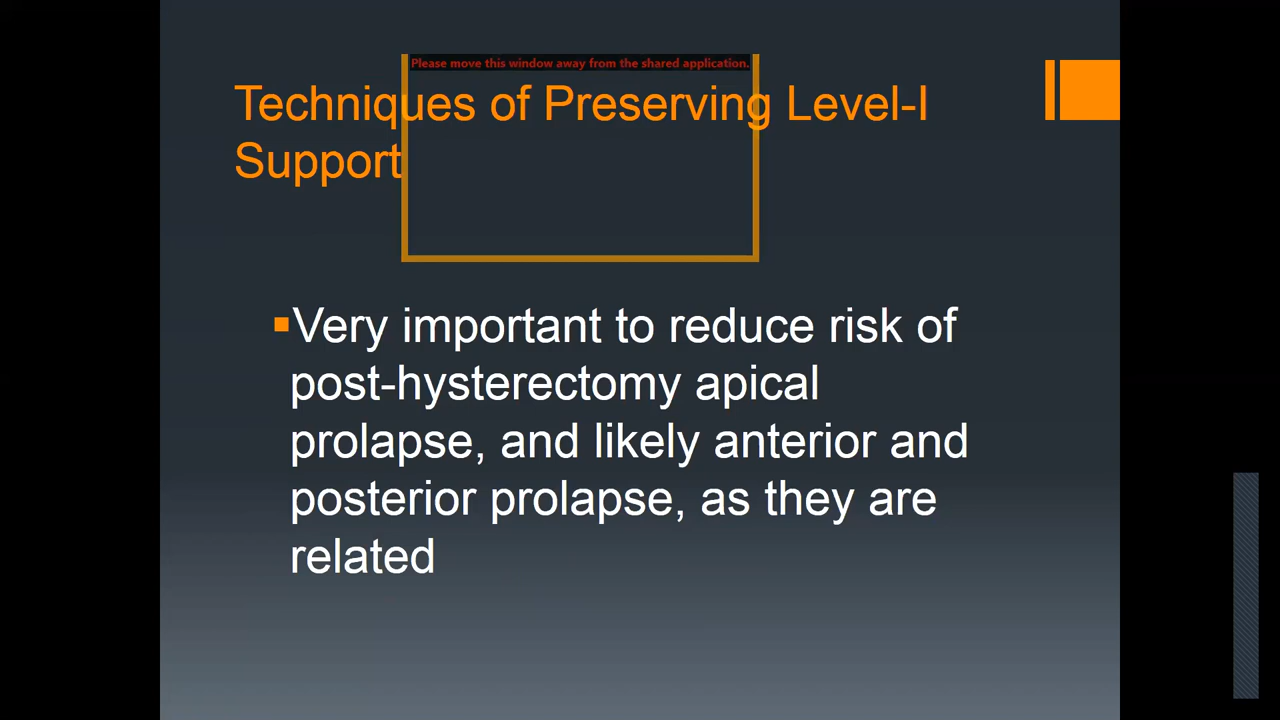 Please move this window away from the shared application.
Techniques of Preserving Level-I
Support
Very important to reduce risk of
post-hysterectomy apical
prolapse, and likely anterior and
posterior prolapse, as they are
related